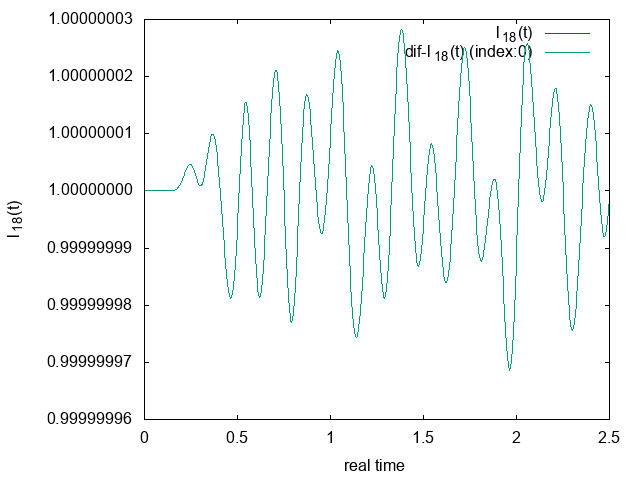 1.00000003
1.00000002
1.00000001
1.00000000
0.99999999
0.99999998
0.99999997
0.99999996
0 0.5 1 1.5 2 2.5
I18(t)
real time
I18(t)
dif-I18(t) (index:0)